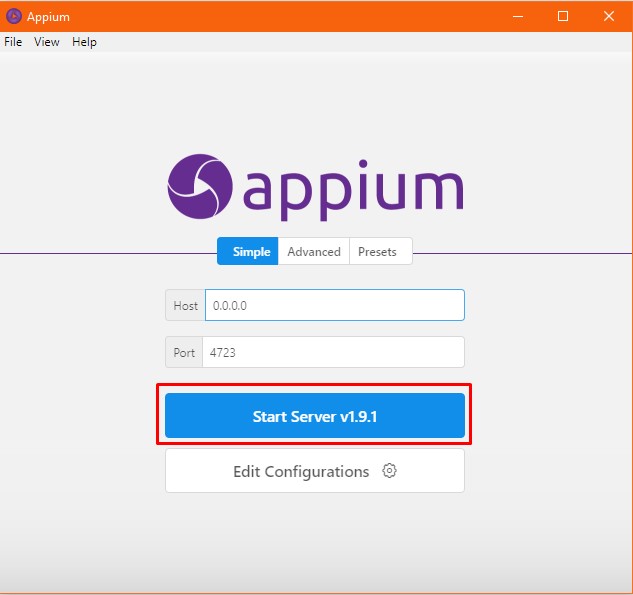 Appium
File View Help
appium
Simple Advanced Presets
Host 0.0.0.0
Port 4723
Start Server v1.9.1
Edit Configurations